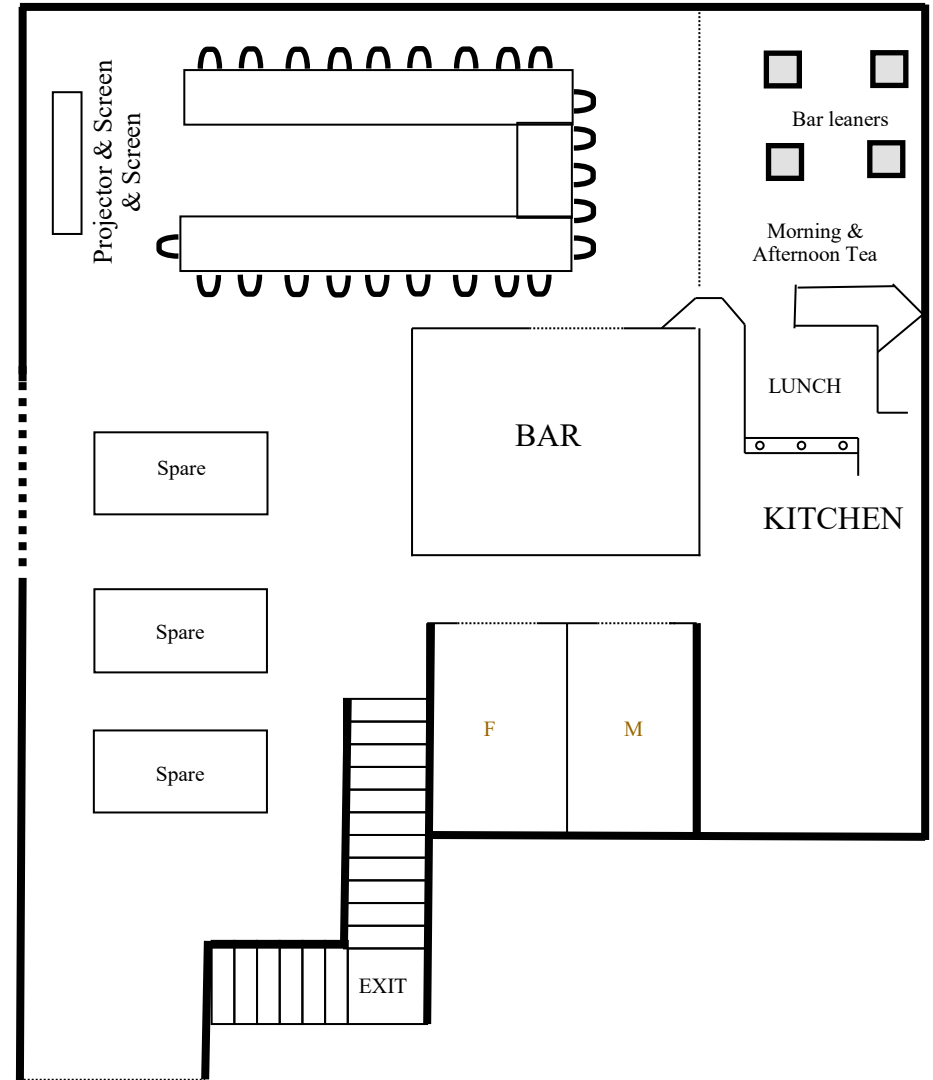 Projector & Screen
& Screen
Bar leaners
Morning &
Afternoon Tea
LUNCH
BAR
Spare
KITCHEN
Spare
F
M
Spare
EXIT